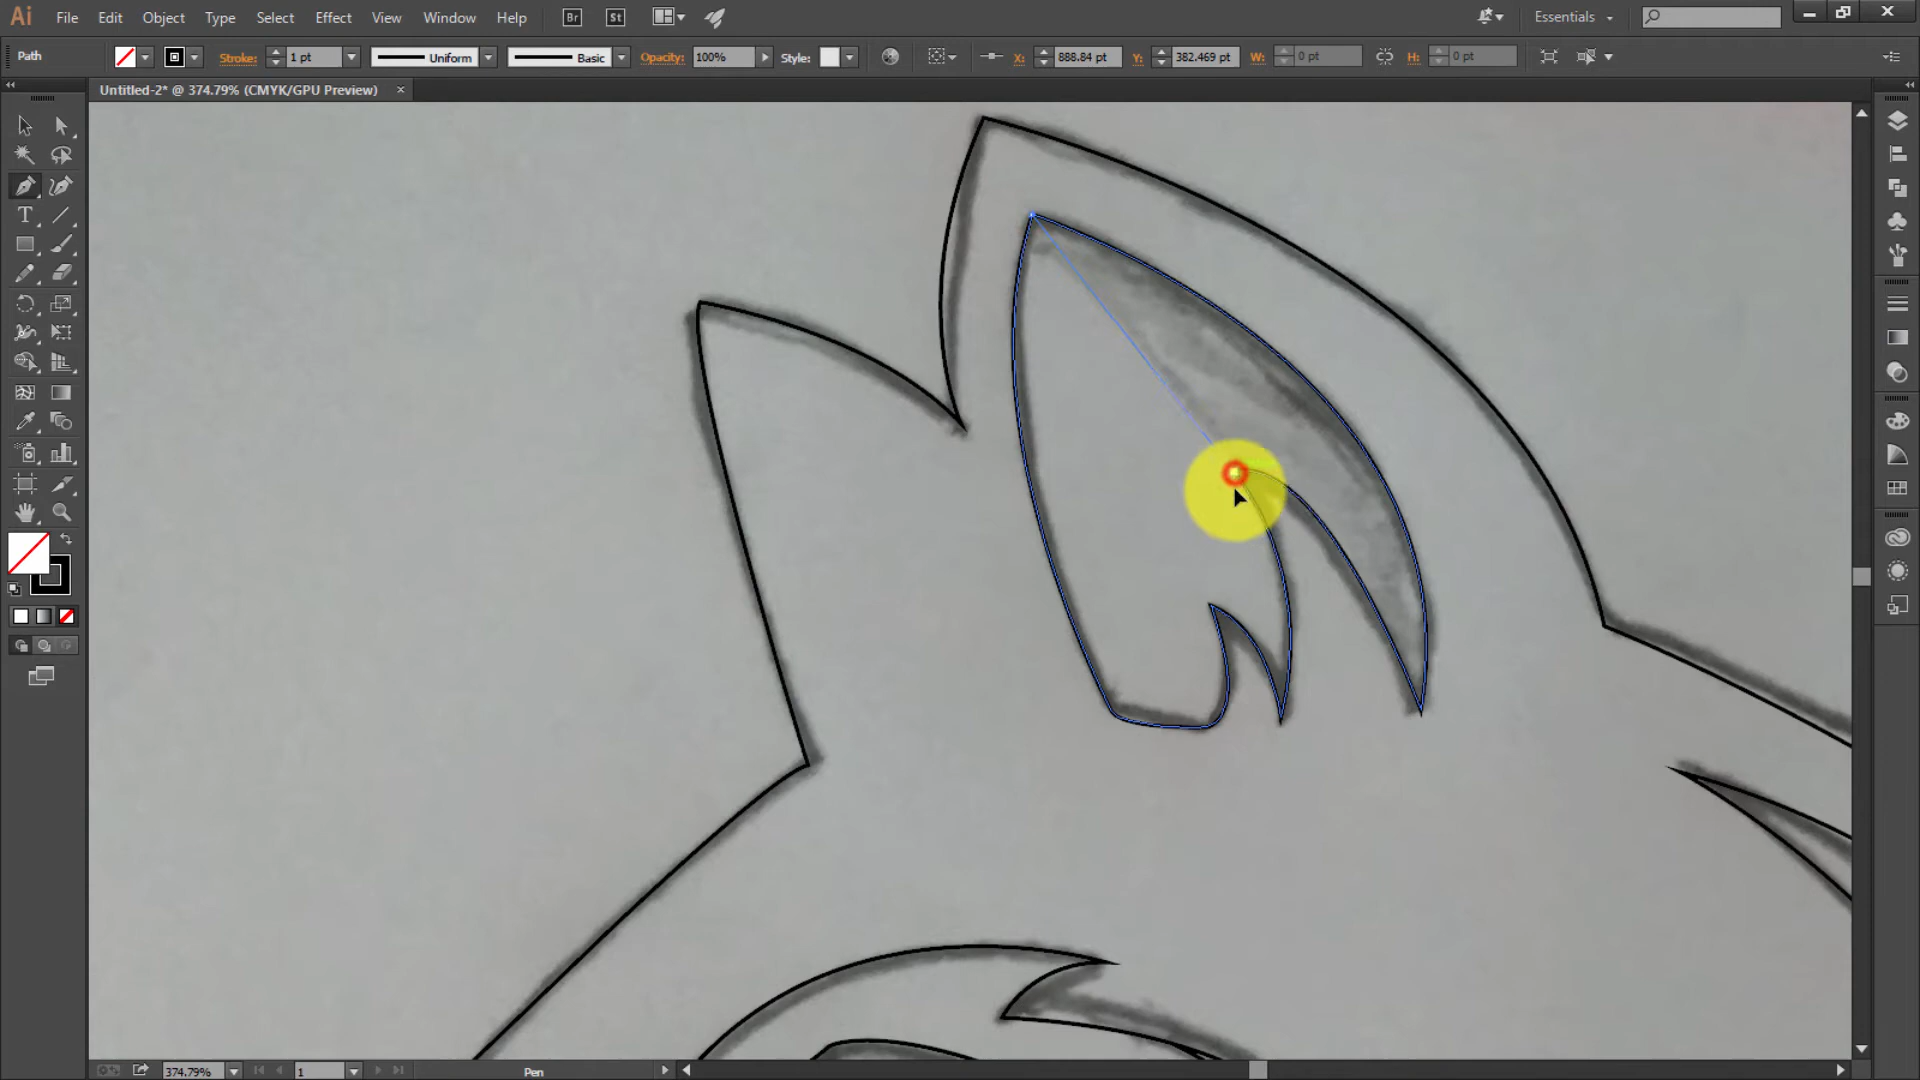 Ai File Edit Object Type Select Effect View Window Help Br St Essentials
Path Stroke: 1 pt Uniform Basic Opacity: 100% Style: X: 888.84 pt Y: 382.469 pt W: 0 pt H: 0 pt
Untitled-2* @ 374.79% (CMYK/GPU Preview) ×
T
374.79% 1 Pen